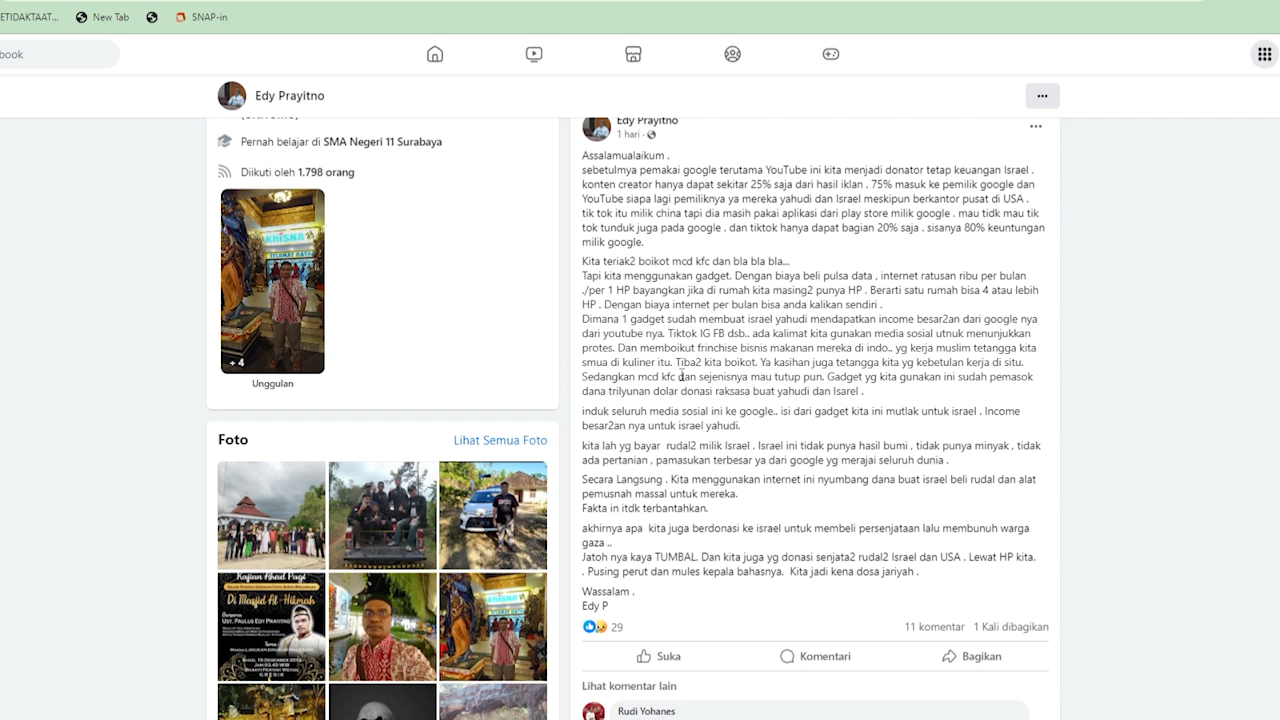 ETIDAKTAAT...
New Tab
SNAP-in
book
Edy Prayitno
Pernah belajar di SMA Negeri 11 Surabaya
Diikuti oleh 1.798 orang
KRISNA
SELAMAT DATA
+ 4
Unggulan
Foto
Lihat Semua Foto
Kajian Ahad Pagi
Di Masjid Al-Hikmah
Bersama
UST. PAULUS EDY PRAYITNO
Edy Prayitno
1 hari ·
Assalamualaikum .
sebetulmya pemakai google terutama YouTube ini kita menjadi donator tetap keuangan Israel .
konten creator hanya dapat sekitar 25% saja dari hasil iklan . 75% masuk ke pemilik google dan
YouTube siapa lagi pemiliknya ya mereka yahudi dan Israel meskipun berkantor pusat di USA .
tik tok itu milik china tapi dia masih pakai aplikasi dari play store milik google . mau tidk mau tik
tok tunduk juga pada google . dan tiktok hanya dapat bagian 20% saja . sisanya 80% keuntungan
milik google.
Kita teriak2 boikot mcd kfc dan bla bla bla...
Tapi kita menggunakan gadget. Dengan biaya beli pulsa data , internet ratusan ribu per bulan
./per 1 HP bayangkan jika di rumah kita masing2 punya HP . Berarti satu rumah bisa 4 atau lebih
HP . Dengan biaya internet per bulan bisa anda kalikan sendiri .
Dimana 1 gadget sudah membuat israel yahudi mendapatkan income besar2an dari google nya
dari youtube nya. Tiktok IG FB dsb.. ada kalimat kita gunakan media sosial utnuk menunjukkan
protes. Dan memboikut frinchise bisnis makanan mereka di indo.. yg kerja muslim tetangga kita
smua di kuliner itu. Tiba2 kita boikot. Ya kasihan juga tetangga kita yg kebetulan kerja di situ.
Sedangkan mcd kfc dan sejenisnya mau tutup pun. Gadget yg kita gunakan ini sudah pemasok
dana trilyunan dolar donasi raksasa buat yahudi dan Isarel .
induk seluruh media sosial ini ke google.. isi dari gadget kita ini mutlak untuk israel . Income
besar2an nya untuk israel yahudi.
kita lah yg bayar  rudal2 milik Israel . Israel ini tidak punya hasil bumi , tidak punya minyak , tidak
ada pertanian , pamasukan terbesar ya dari google yg merajai seluruh dunia .
Secara Langsung . Kita menggunakan internet ini nyumbang dana buat israel beli rudal dan alat
pemusnah massal untuk mereka.
Fakta in itdk terbantahkan.
akhirnya apa  kita juga berdonasi ke israel untuk membeli persenjataan lalu membunuh warga
gaza ..
Jatoh nya kaya TUMBAL. Dan kita juga yg donasi senjata2 rudal2 Israel dan USA . Lewat HP kita.
. Pusing perut dan mules kepala bahasnya.  Kita jadi kena dosa jariyah .
Wassalam .
Edy P
29
11 komentar
1 Kali dibagikan
Suka
Komentari
Bagikan
Lihat komentar lain
Rudi Yohanes